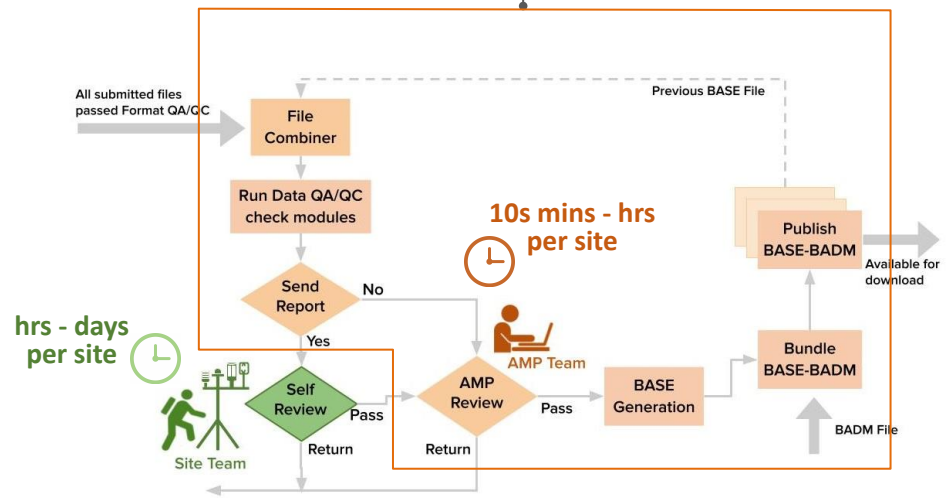 All submitted files
passed Format QA/QC
Previous BASE File
File
Combiner
Run Data QA/QC
check modules
10s mins - hrs
per site
Publish
BASE-BADM
Available for
download
Send
Report
No
Yes
hrs - days
per site
AMP Team
Self
Review
Pass
Return
Site Team
AMP
Review
Pass
Return
BASE
Generation
Bundle
BASE-BADM
BADM File